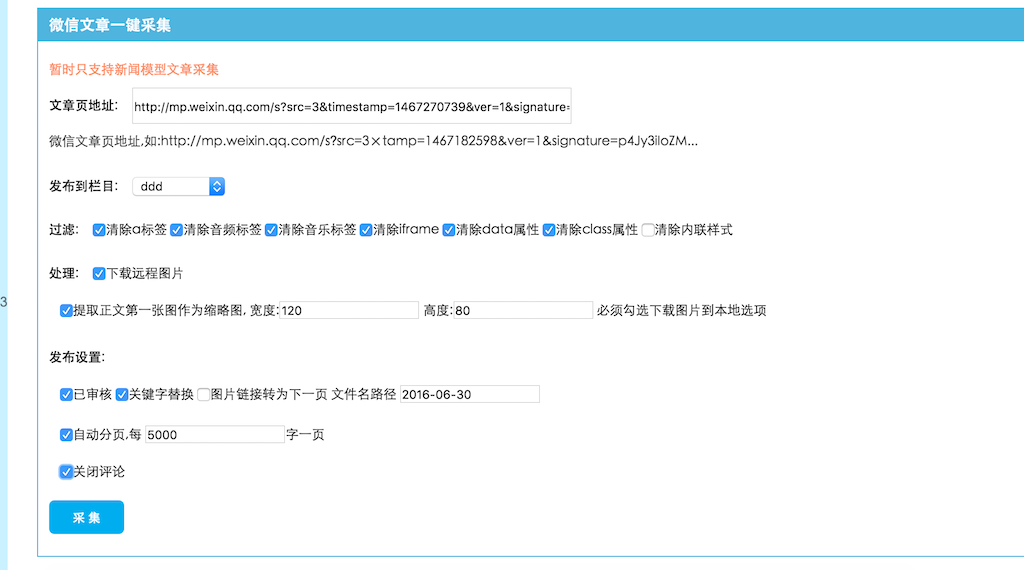 微信文章一键采集
暂时只支持新闻模型文章采集
文章页地址: http://mp.weixin.qq.com/s?src=3&timestamp=1467270739&ver=1&signature=
微信文章页地址,如:http://mp.weixin.qq.com/s?src=3×tamp=1467182598&ver=1&signature=p4Jy3iloZM...
发布到栏目: ddd
过滤: 清除a标签 清除音频标签 清除音乐标签 清除iframe 清除data属性 清除class属性 清除内联样式
处理: 下载远程图片
3
提取正文第一张图作为缩略图, 宽度: 120 高度: 80 必须勾选下载图片到本地选项
发布设置:
已审核 关键字替换 图片链接转为下一页 文件名路径 2016-06-30
自动分页,每 5000 字一页
关闭评论
采 集